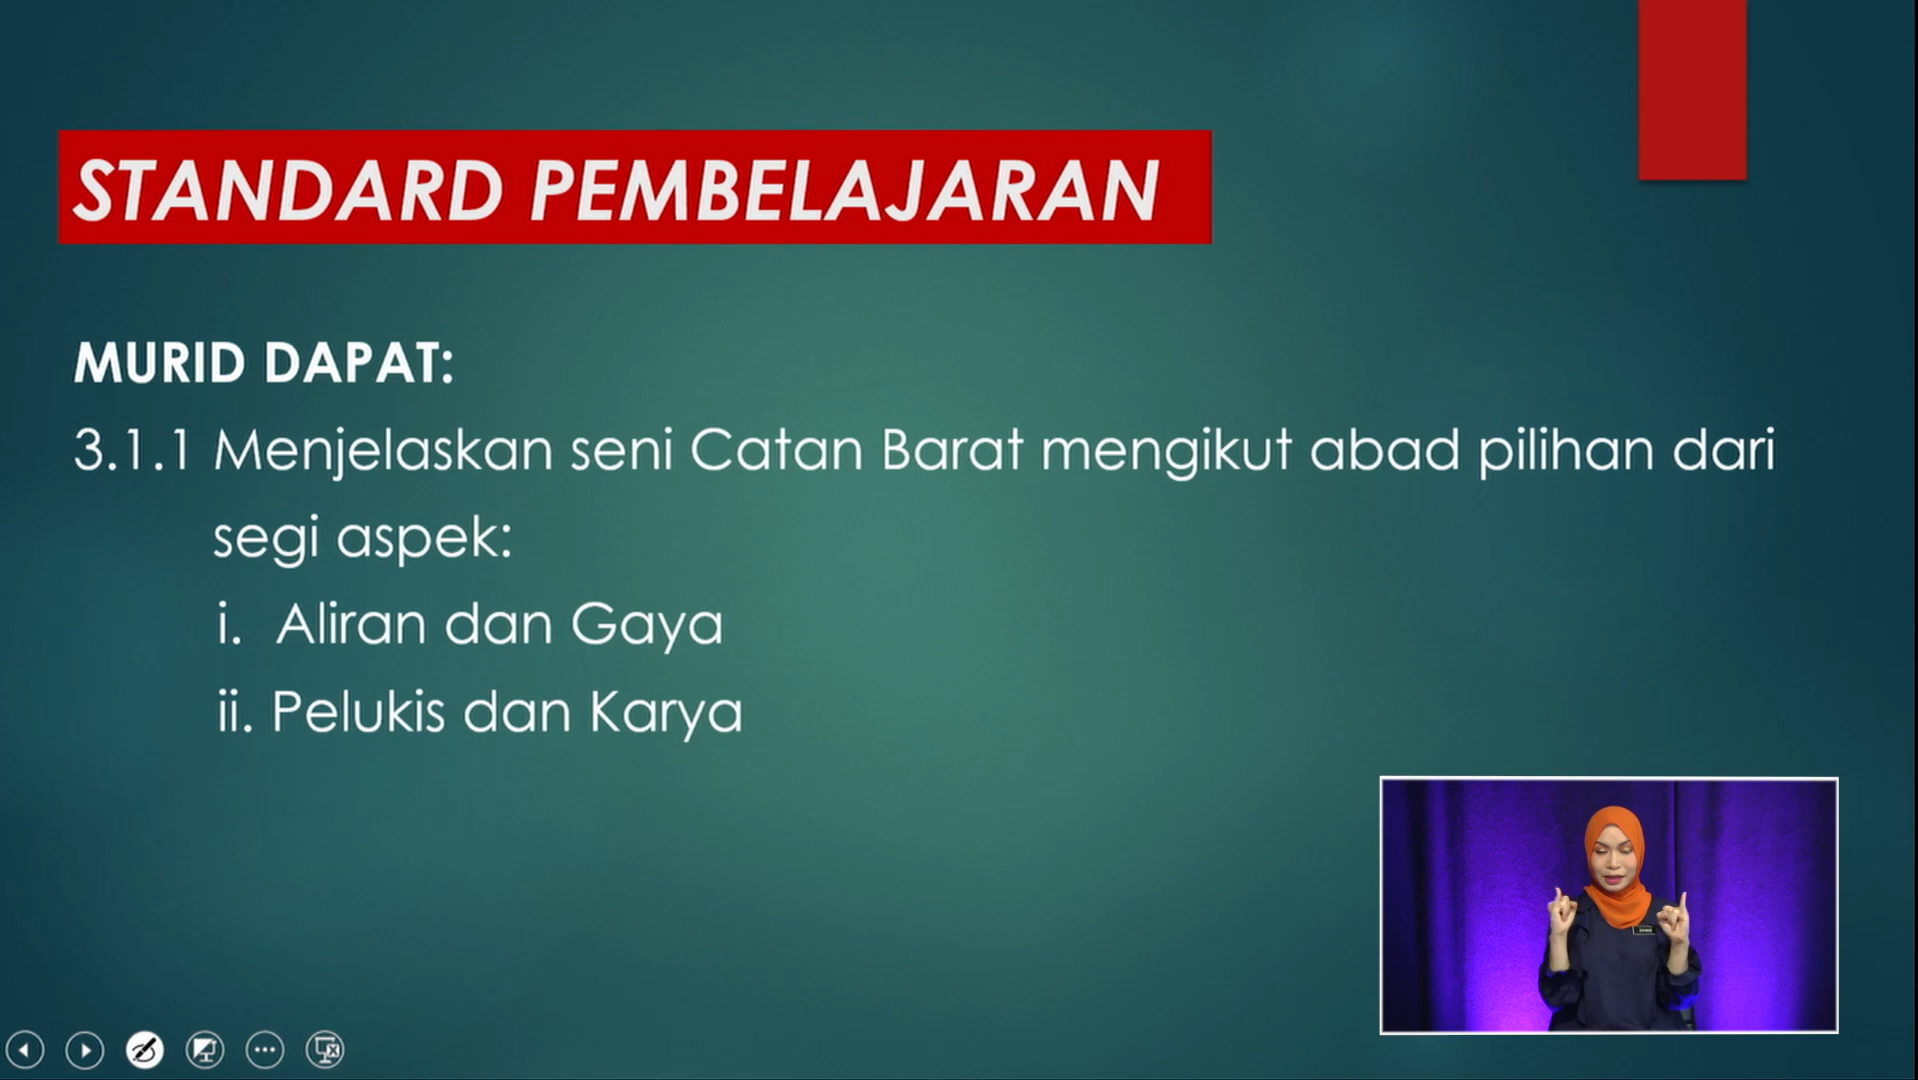 STANDARD PEMBELAJARAN
MURID DAPAT:
3.1.1 Menjelaskan seni Catan Barat mengikut abad pilihan dari
segi aspek:
i. Aliran dan Gaya
ii. Pelukis dan Karya